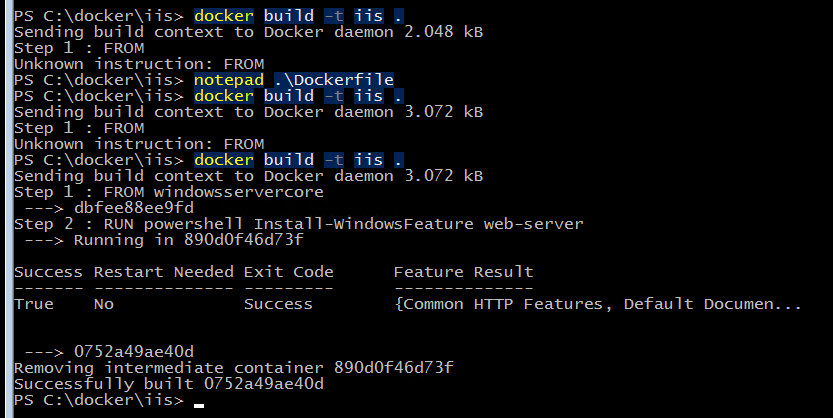 PS C:\docker\iis> docker build -t iis .
Sending build context to Docker daemon 2.048 kB
Step 1 : FROM
Unknown instruction: FROM
PS C:\docker\iis> notepad .\Dockerfile
PS C:\docker\iis> docker build -t iis .
Sending build context to Docker daemon 3.072 kB
Step 1 : FROM
Unknown instruction: FROM
PS C:\docker\iis> docker build -t iis .
Sending build context to Docker daemon 3.072 kB
Step 1 : FROM windowsservercore
 ---> dbfee88ee9fd
Step 2 : RUN powershell Install-WindowsFeature web-server
 ---> Running in 890d0f46d73f
Success Restart Needed Exit Code      Feature Result
------- -------------- ---------      --------------
True    No             Success        {Common HTTP Features, Default Documen...
 ---> 0752a49ae40d
Removing intermediate container 890d0f46d73f
Successfully built 0752a49ae40d
PS C:\docker\iis> _